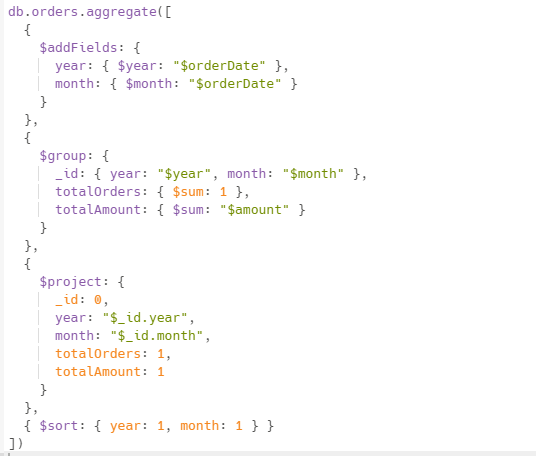 db.orders.aggregate([
  {
    $addFields: {
      year: { $year: "$orderDate" },
      month: { $month: "$orderDate" }
    }
  },
  {
    $group: {
      _id: { year: "$year", month: "$month" },
      totalOrders: { $sum: 1 },
      totalAmount: { $sum: "$amount" }
    }
  },
  {
    $project: {
      _id: 0,
      year: "$_id.year",
      month: "$_id.month",
      totalOrders: 1,
      totalAmount: 1
    }
  },
  { $sort: { year: 1, month: 1 } }
])